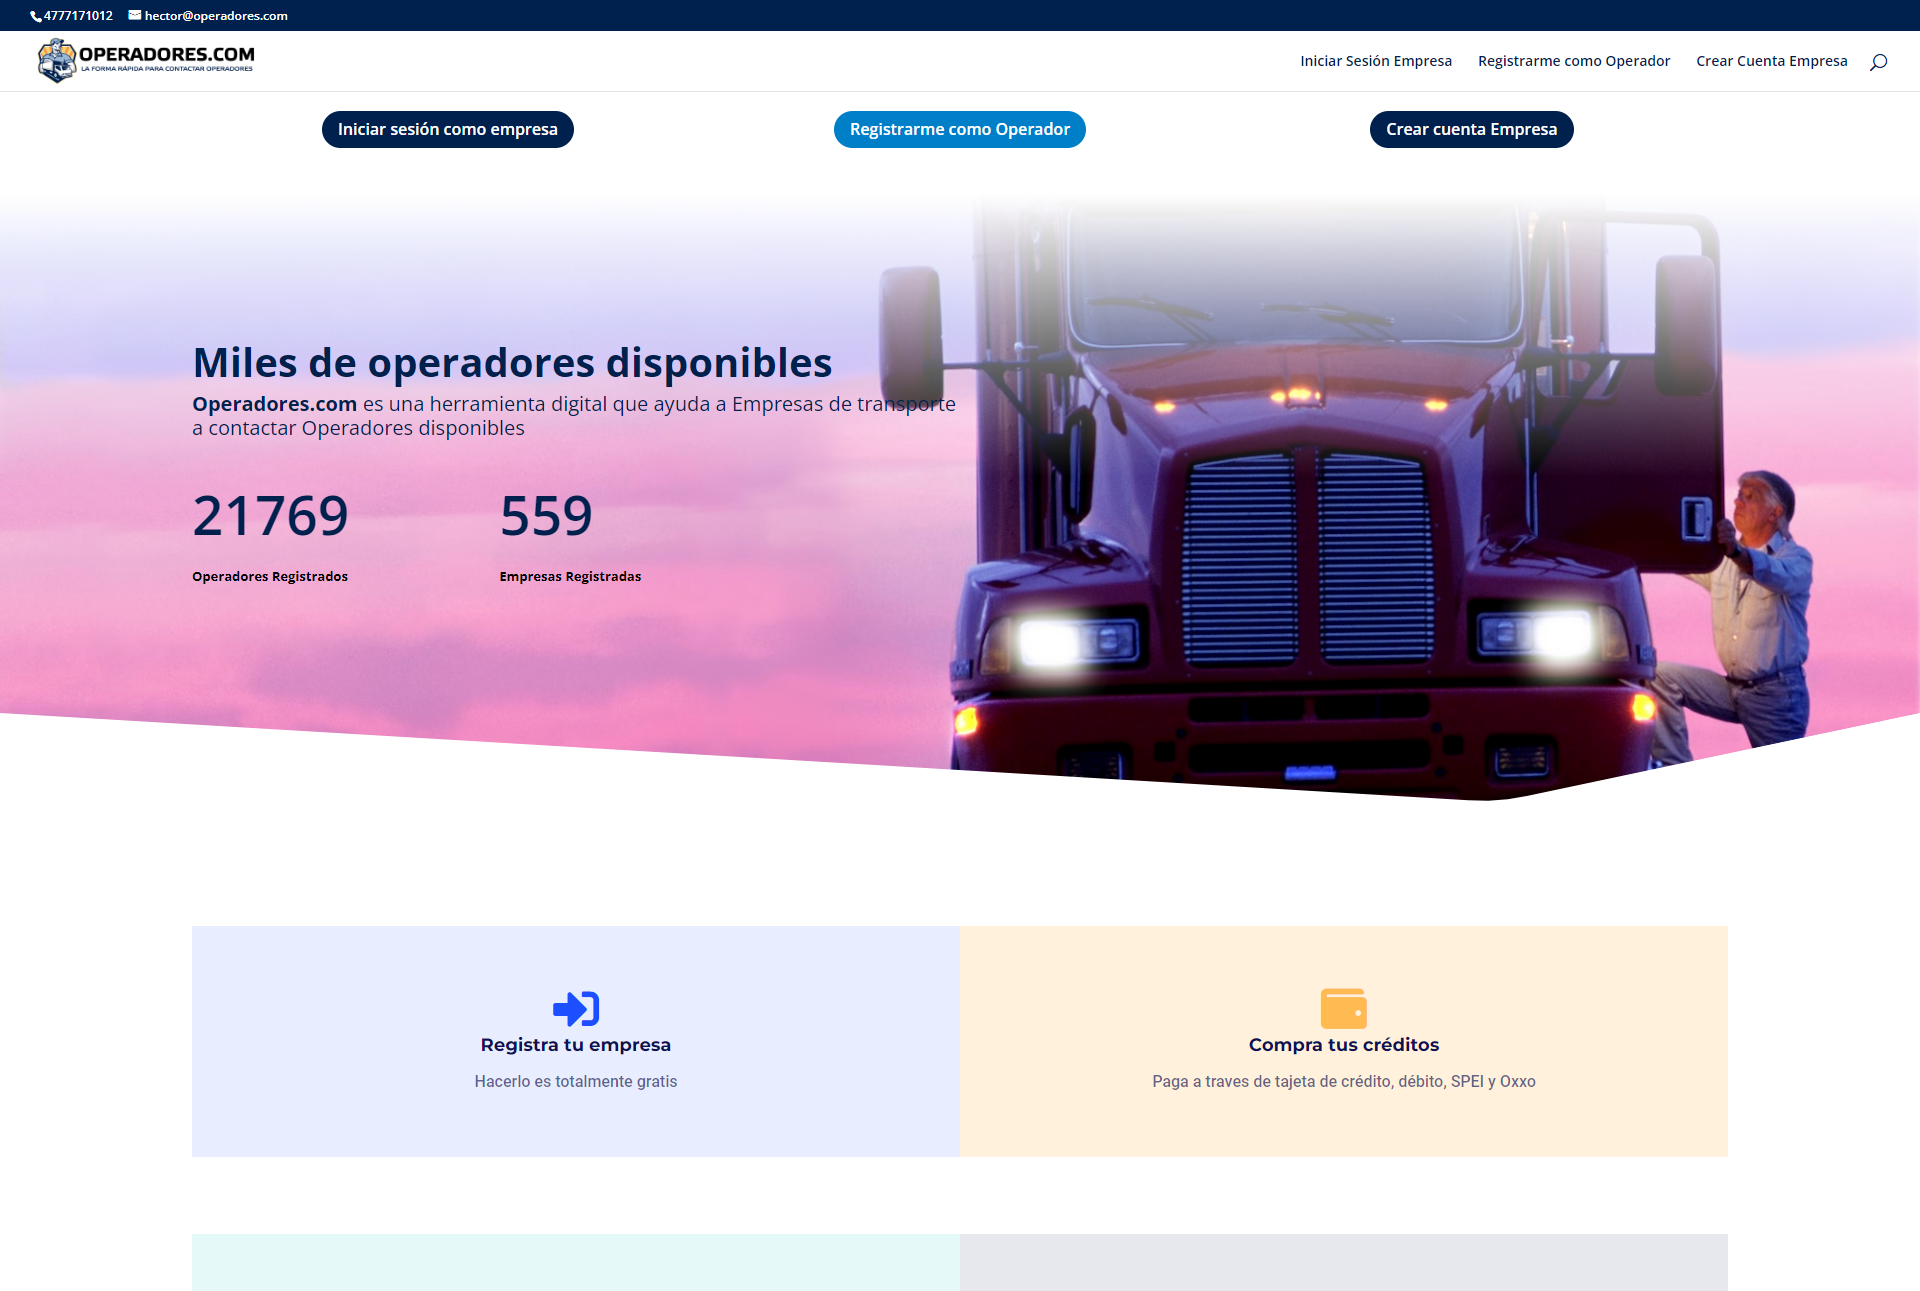 4777171012 hector@operadores.com
OPERADORES.COM
LA FORMA RÁPIDA PARA CONTACTAR OPERADORES
Iniciar Sesión Empresa Registrarme como Operador Crear Cuenta Empresa
Iniciar sesión como empresa Registrarme como Operador Crear cuenta Empresa
Miles de operadores disponibles
Operadores.com es una herramienta digital que ayuda a Empresas de transporte
a contactar Operadores disponibles
21769 559
Operadores Registrados Empresas Registradas
Registra tu empresa
Hacerlo es totalmente gratis
Compra tus créditos
Paga a traves de tajeta de crédito, débito, SPEI y Oxxo